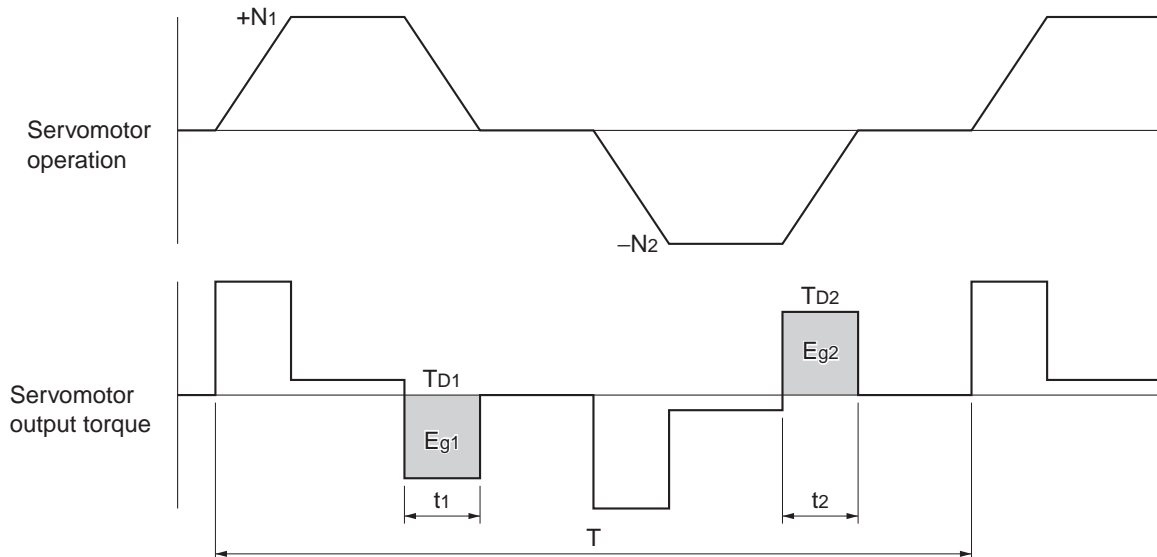 +N1
Servomotor
operation
–N2
TD2
Eg2
TD1
Servomotor
output torque
Eg1
t1
t2
T